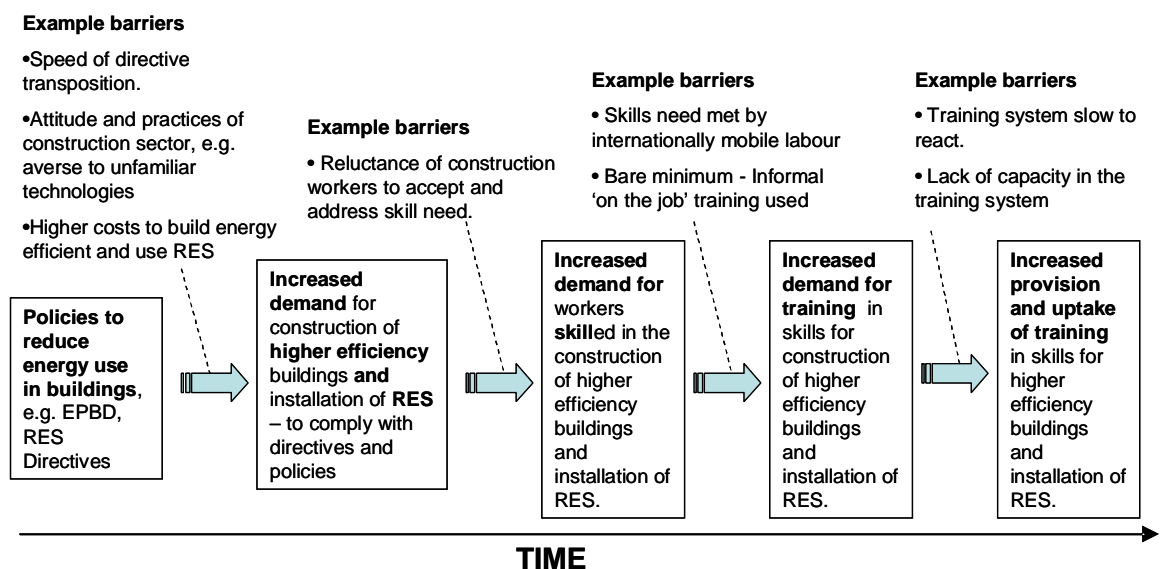 Example barriers
•Speed of directive
transposition.
•Attitude and practices of
construction sector, e.g.
averse to unfamiliar
technologies
•Higher costs to build energy
efficient and use RES
Example barriers
• Reluctance of construction
workers to accept and
address skill need.
Example barriers
• Skills need met by
internationally mobile labour
• Bare minimum - Informal
‘on the job’ training used
Example barriers
• Training system slow to
react.
• Lack of capacity in the
training system
Policies to
reduce
energy use
in buildings,
e.g. EPBD,
RES
Directives
Increased
demand for
construction of
higher efficiency
buildings and
installation of RES
– to comply with
directives and
policies
Increased
demand for
workers
skilled in the
construction
of higher
efficiency
buildings
and
installation of
RES.
Increased
demand for
training in
skills for
construction
of higher
efficiency
buildings
and
installation of
RES.
Increased
provision
and uptake
of training
in skills for
higher
efficiency
buildings
and
installation of
RES.
TIME